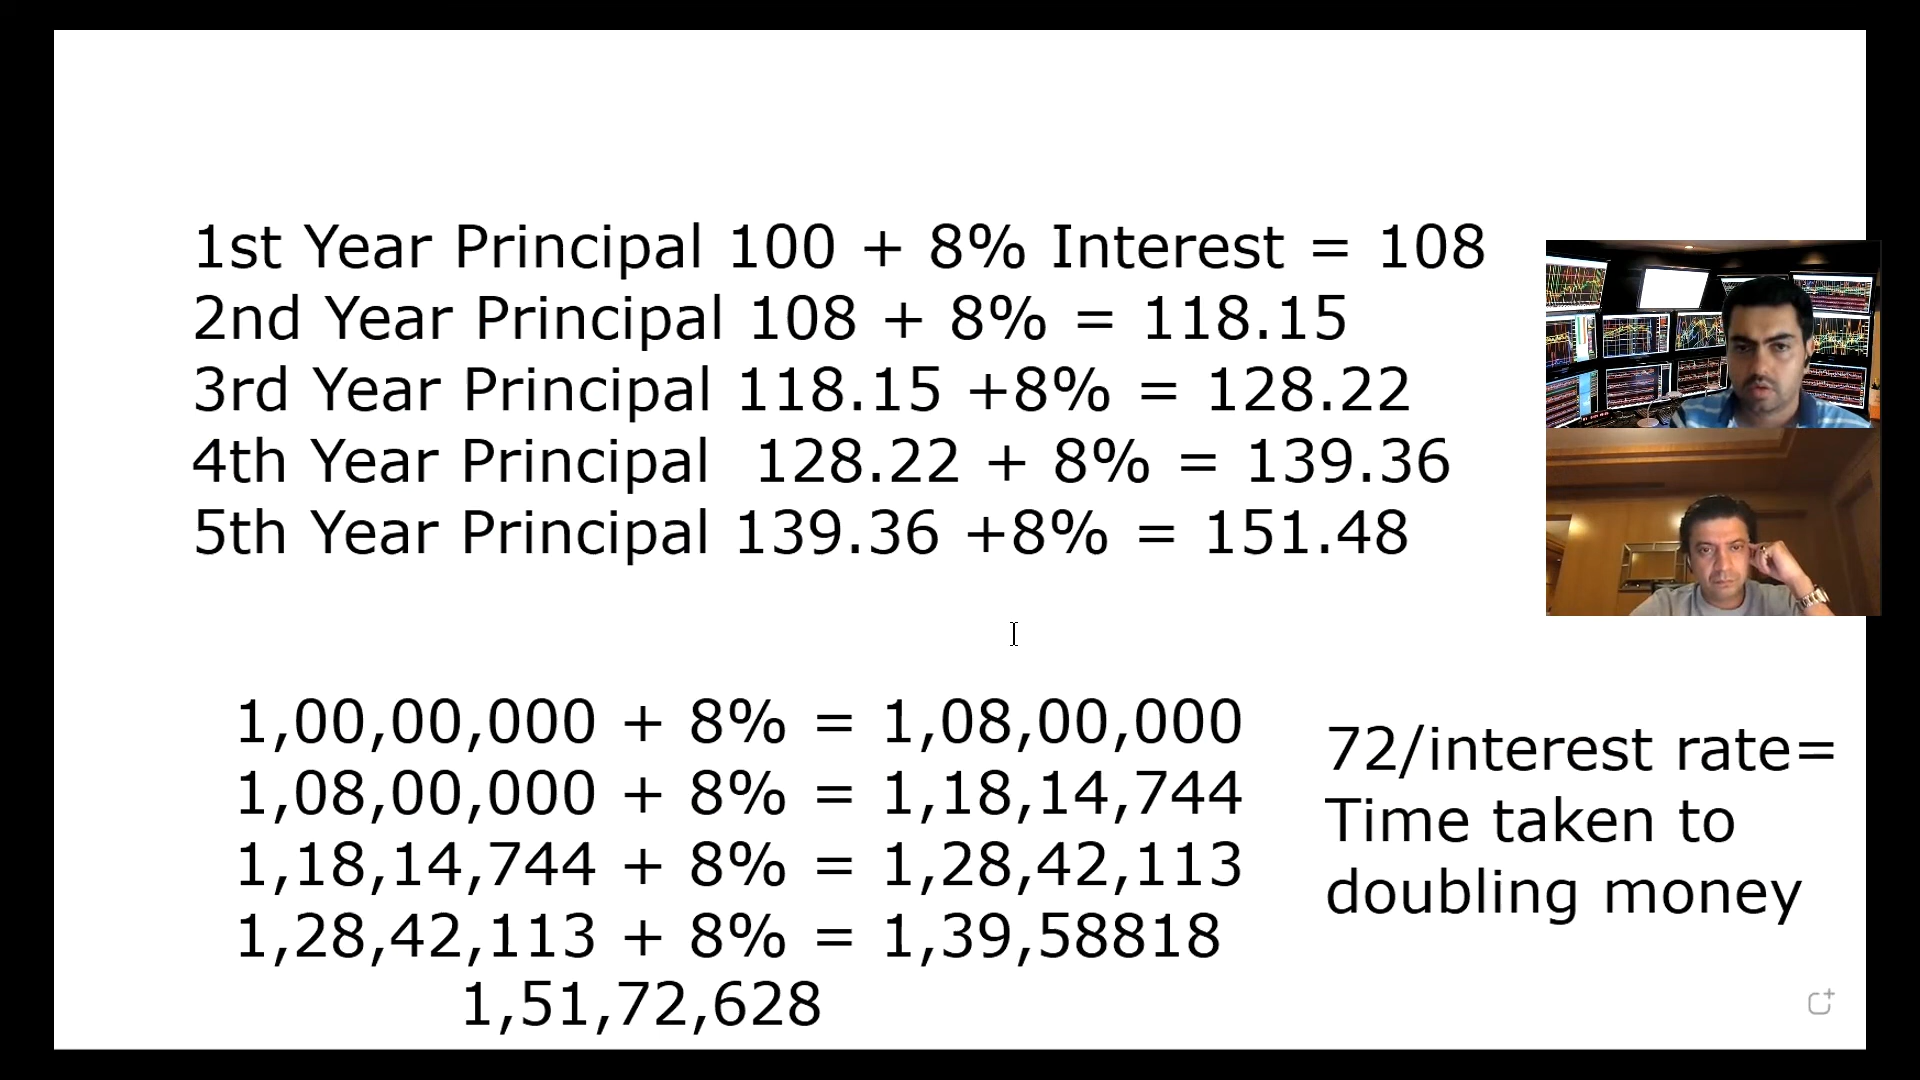 1st Year Principal 100 + 8% Interest = 108
2nd Year Principal 108 + 8% = 118.15
3rd Year Principal 118.15 +8% = 128.22
4th Year Principal  128.22 + 8% = 139.36
5th Year Principal 139.36 +8% = 151.48
1,00,00,000 + 8% = 1,08,00,000
1,08,00,000 + 8% = 1,18,14,744
1,18,14,744 + 8% = 1,28,42,113
1,28,42,113 + 8% = 1,39,58818
1,51,72,628
72/interest rate=
Time taken to
doubling money